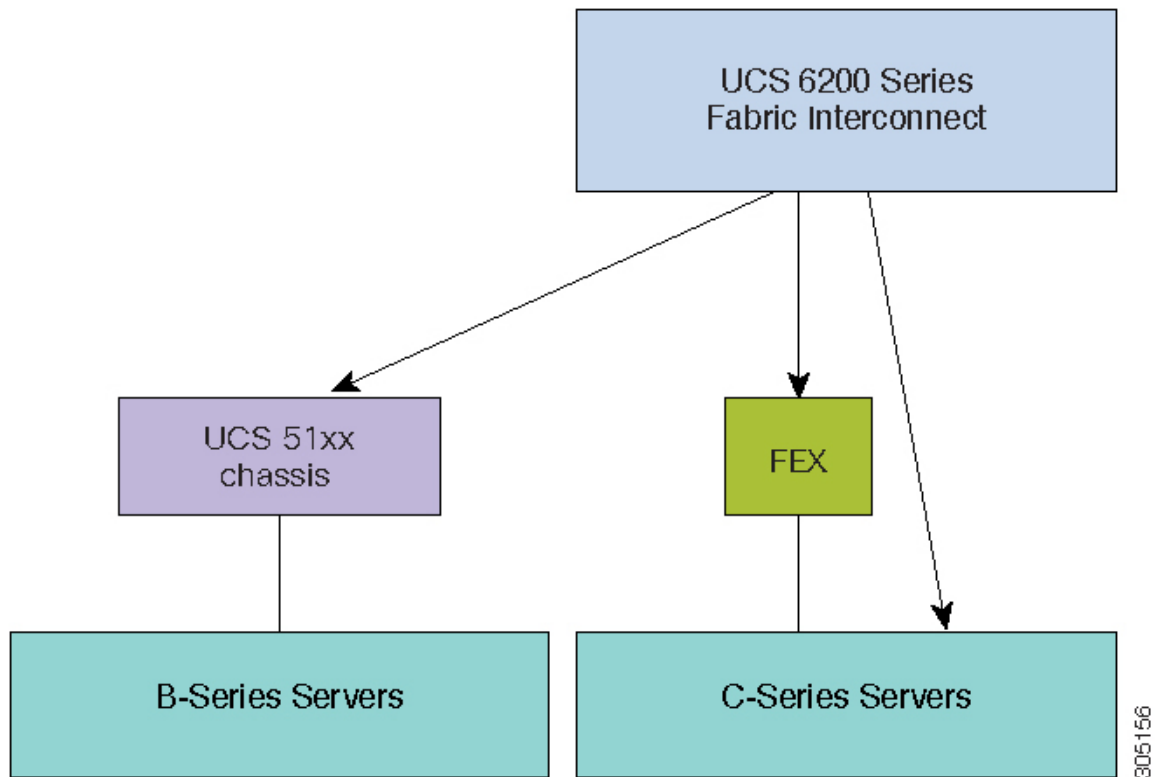 UCS 6200 Series
Fabric Interconnect
UCS 51xx
chassis
FEX
B-Series Servers
C-Series Servers
305156